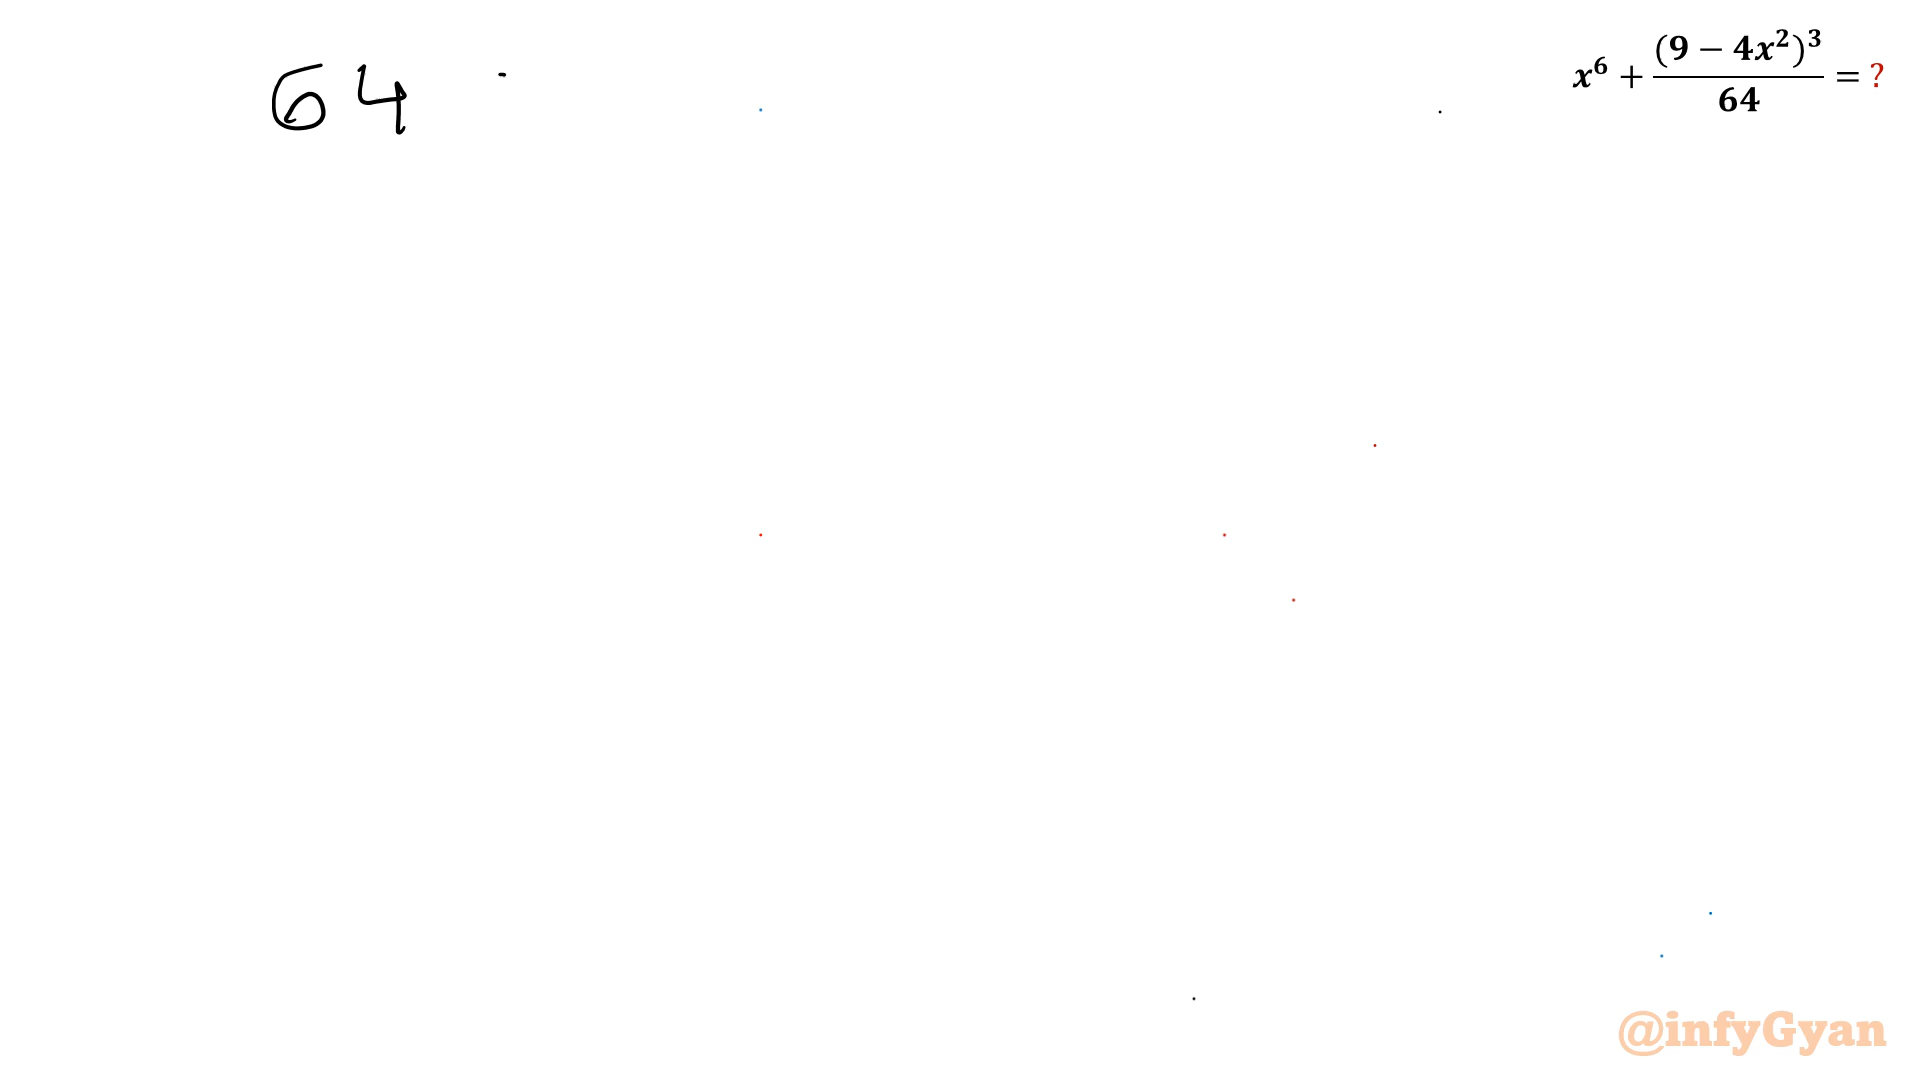 64
x⁶ + (9 − 4x²)³/64 = ?
@infyGyan